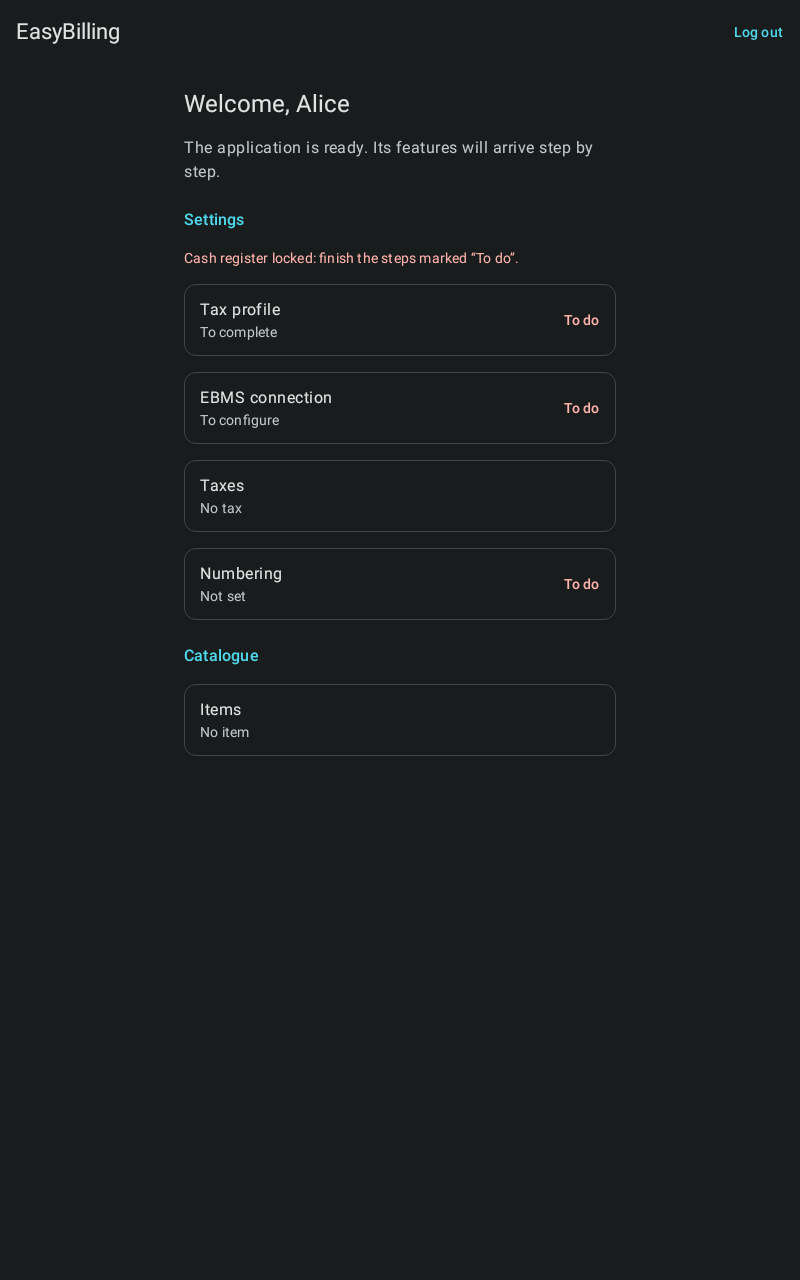 EasyBilling
Log out
Welcome, Alice
The application is ready. Its features will arrive step by
step.
Settings
Cash register locked: finish the steps marked “To do”.
Tax profile
To complete
To do
EBMS connection
To configure
To do
Taxes
No tax
Numbering
Not set
To do
Catalogue
Items
No item